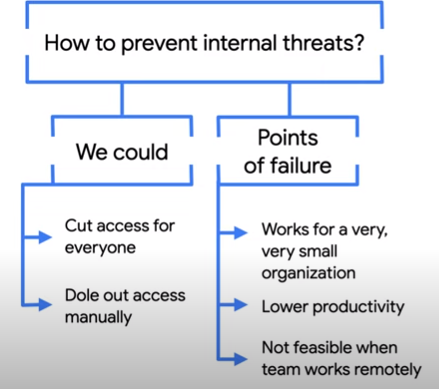 How to prevent internal threats?
We could
Cut access for
everyone
Dole out access
manually
Points
of failure
Works for a very,
very small
organization
Lower productivity
Not feasible when
team works remotely